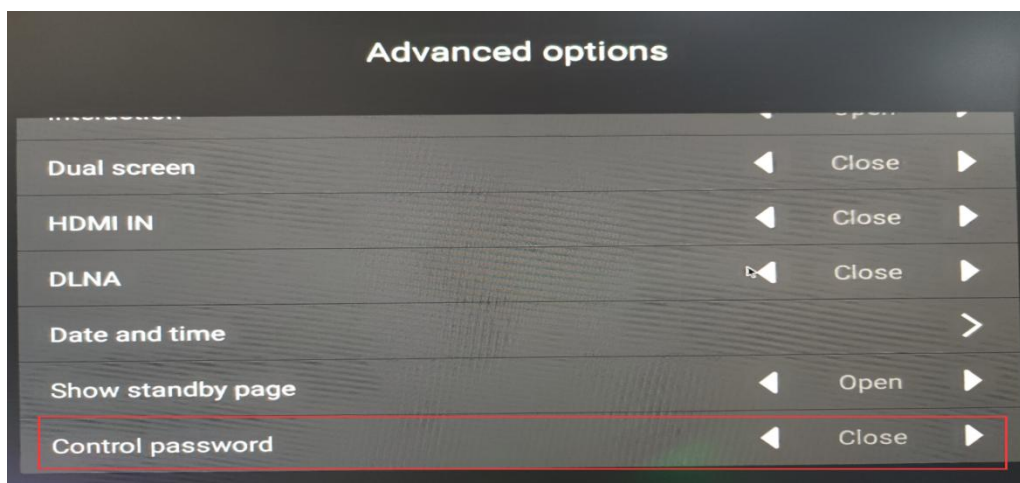 Advanced options
Dual screen Close
HDMI IN Close
DLNA Close
Date and time
Show standby page Open
Control password Close